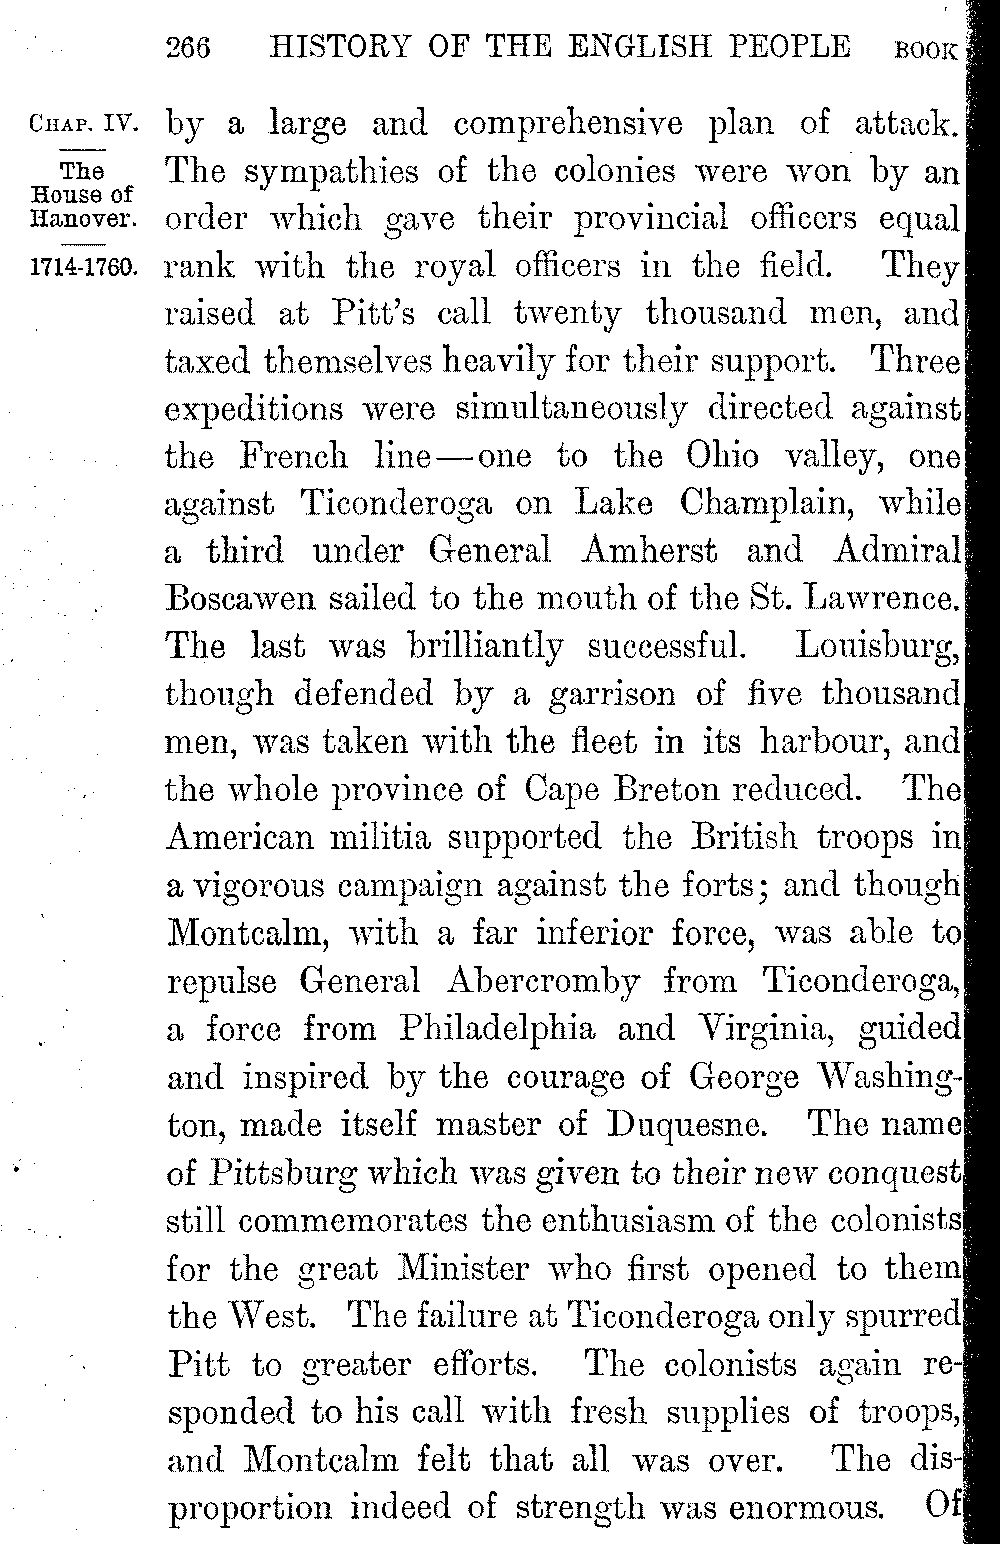 266 HISTORY OF THE ENGLISH PEOPLE BOOK
CHAP. IV.
The
House of
Hanover.
1714-1760.
by a large and comprehensive plan of attack.
The sympathies of the colonies were won by an
order which gave their provincial officers equal
rank with the royal officers in the field. They
raised at Pitt's call twenty thousand men, and
taxed themselves heavily for their support. Three
expeditions were simultaneously directed against
the French line—one to the Ohio valley, one
against Ticonderoga on Lake Champlain, while
a third under General Amherst and Admiral
Boscawen sailed to the mouth of the St. Lawrence.
The last was brilliantly successful. Louisburg,
though defended by a garrison of five thousand
men, was taken with the fleet in its harbour, and
the whole province of Cape Breton reduced. The
American militia supported the British troops in
a vigorous campaign against the forts; and though
Montcalm, with a far inferior force, was able to
repulse General Abercromby from Ticonderoga,
a force from Philadelphia and Virginia, guided
and inspired by the courage of George Washing-
ton, made itself master of Duquesne. The name
of Pittsburg which was given to their new conquest
still commemorates the enthusiasm of the colonists
for the great Minister who first opened to them
the West. The failure at Ticonderoga only spurred
Pitt to greater efforts. The colonists again re-
sponded to his call with fresh supplies of troops,
and Montcalm felt that all was over. The dis-
proportion indeed of strength was enormous. Of